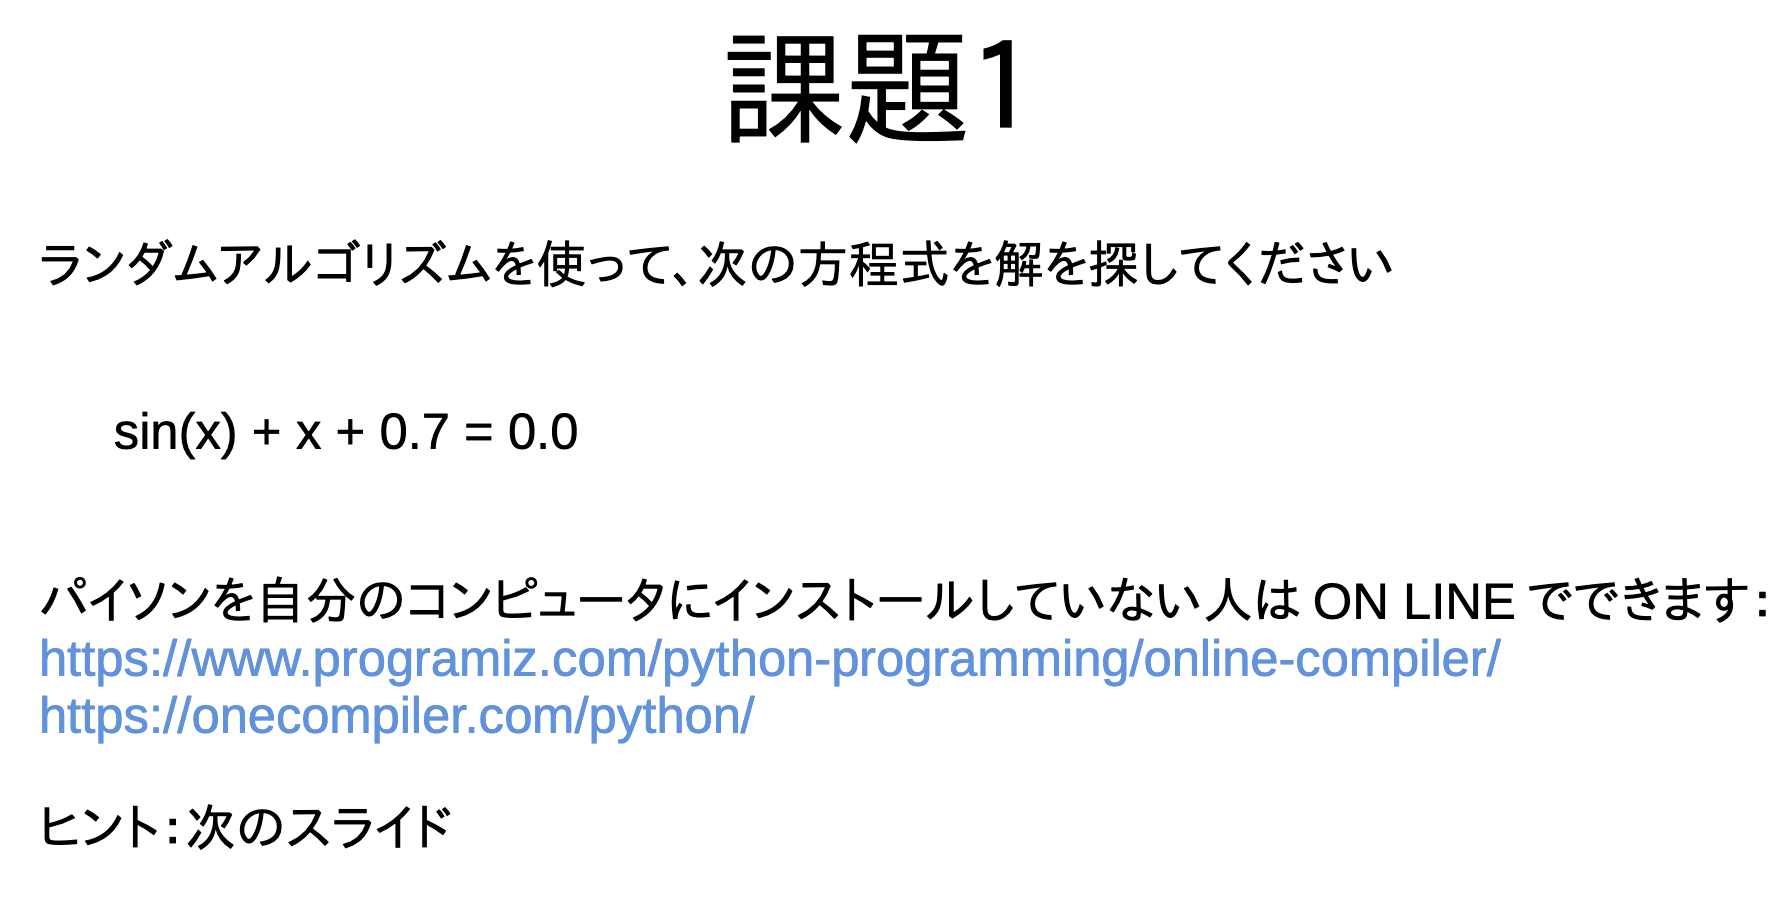 課題1
ランダムアルゴリズムを使って、次の方程式を解を探してください
sin(x) + x + 0.7 = 0.0
パイソンを自分のコンピュータにインストールしていない人は ON LINE でできます：
https://www.programiz.com/python-programming/online-compiler/
https://onecompiler.com/python/
ヒント：次のスライド